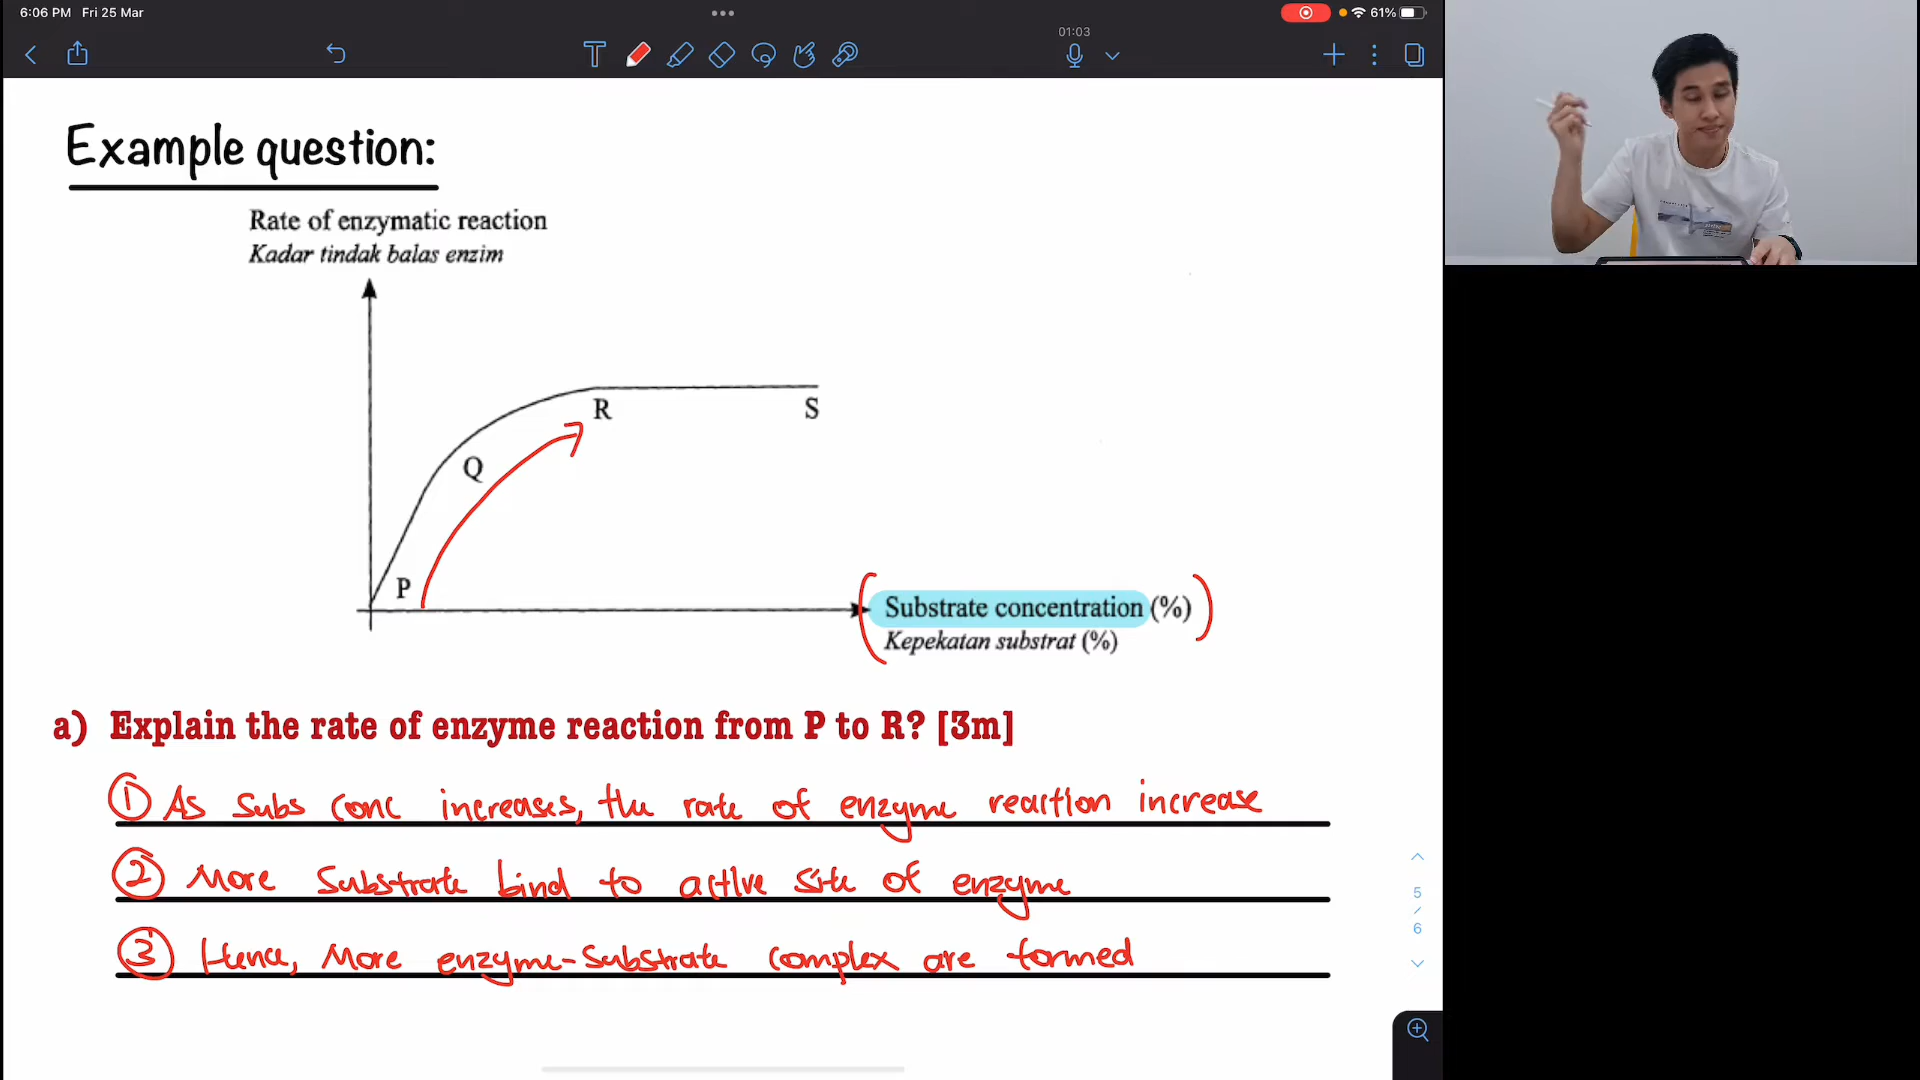 6:06 PM Fri 25 Mar
61%
01:03
Example question:
Rate of enzymatic reaction
Kadar tindak balas enzim
R
S
Q
P
Substrate concentration (%)
Kepekatan substrat (%)
a) Explain the rate of enzyme reaction from P to R? [3m]
① As subs conc increases, the rate of enzyme reaction increase
② More substrate bind to active site of enzyme
③ Hence, more enzyme-substrate complex are formed
5
/
6